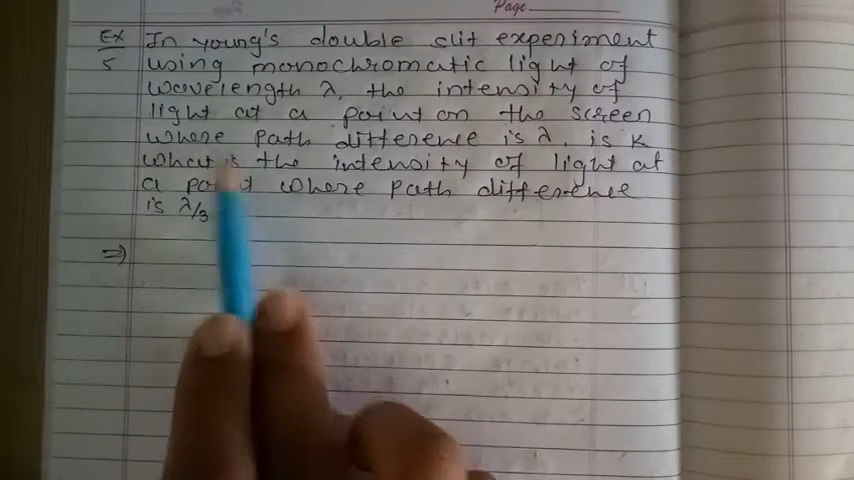 Page
Ex In young's double slit experiment
5 using monochromatic light of
wavelength λ, the intensity of
light at a point on the screen
where path difference is λ, is K
what is the intensity of light at
a point where path difference
is λ/3
⇒